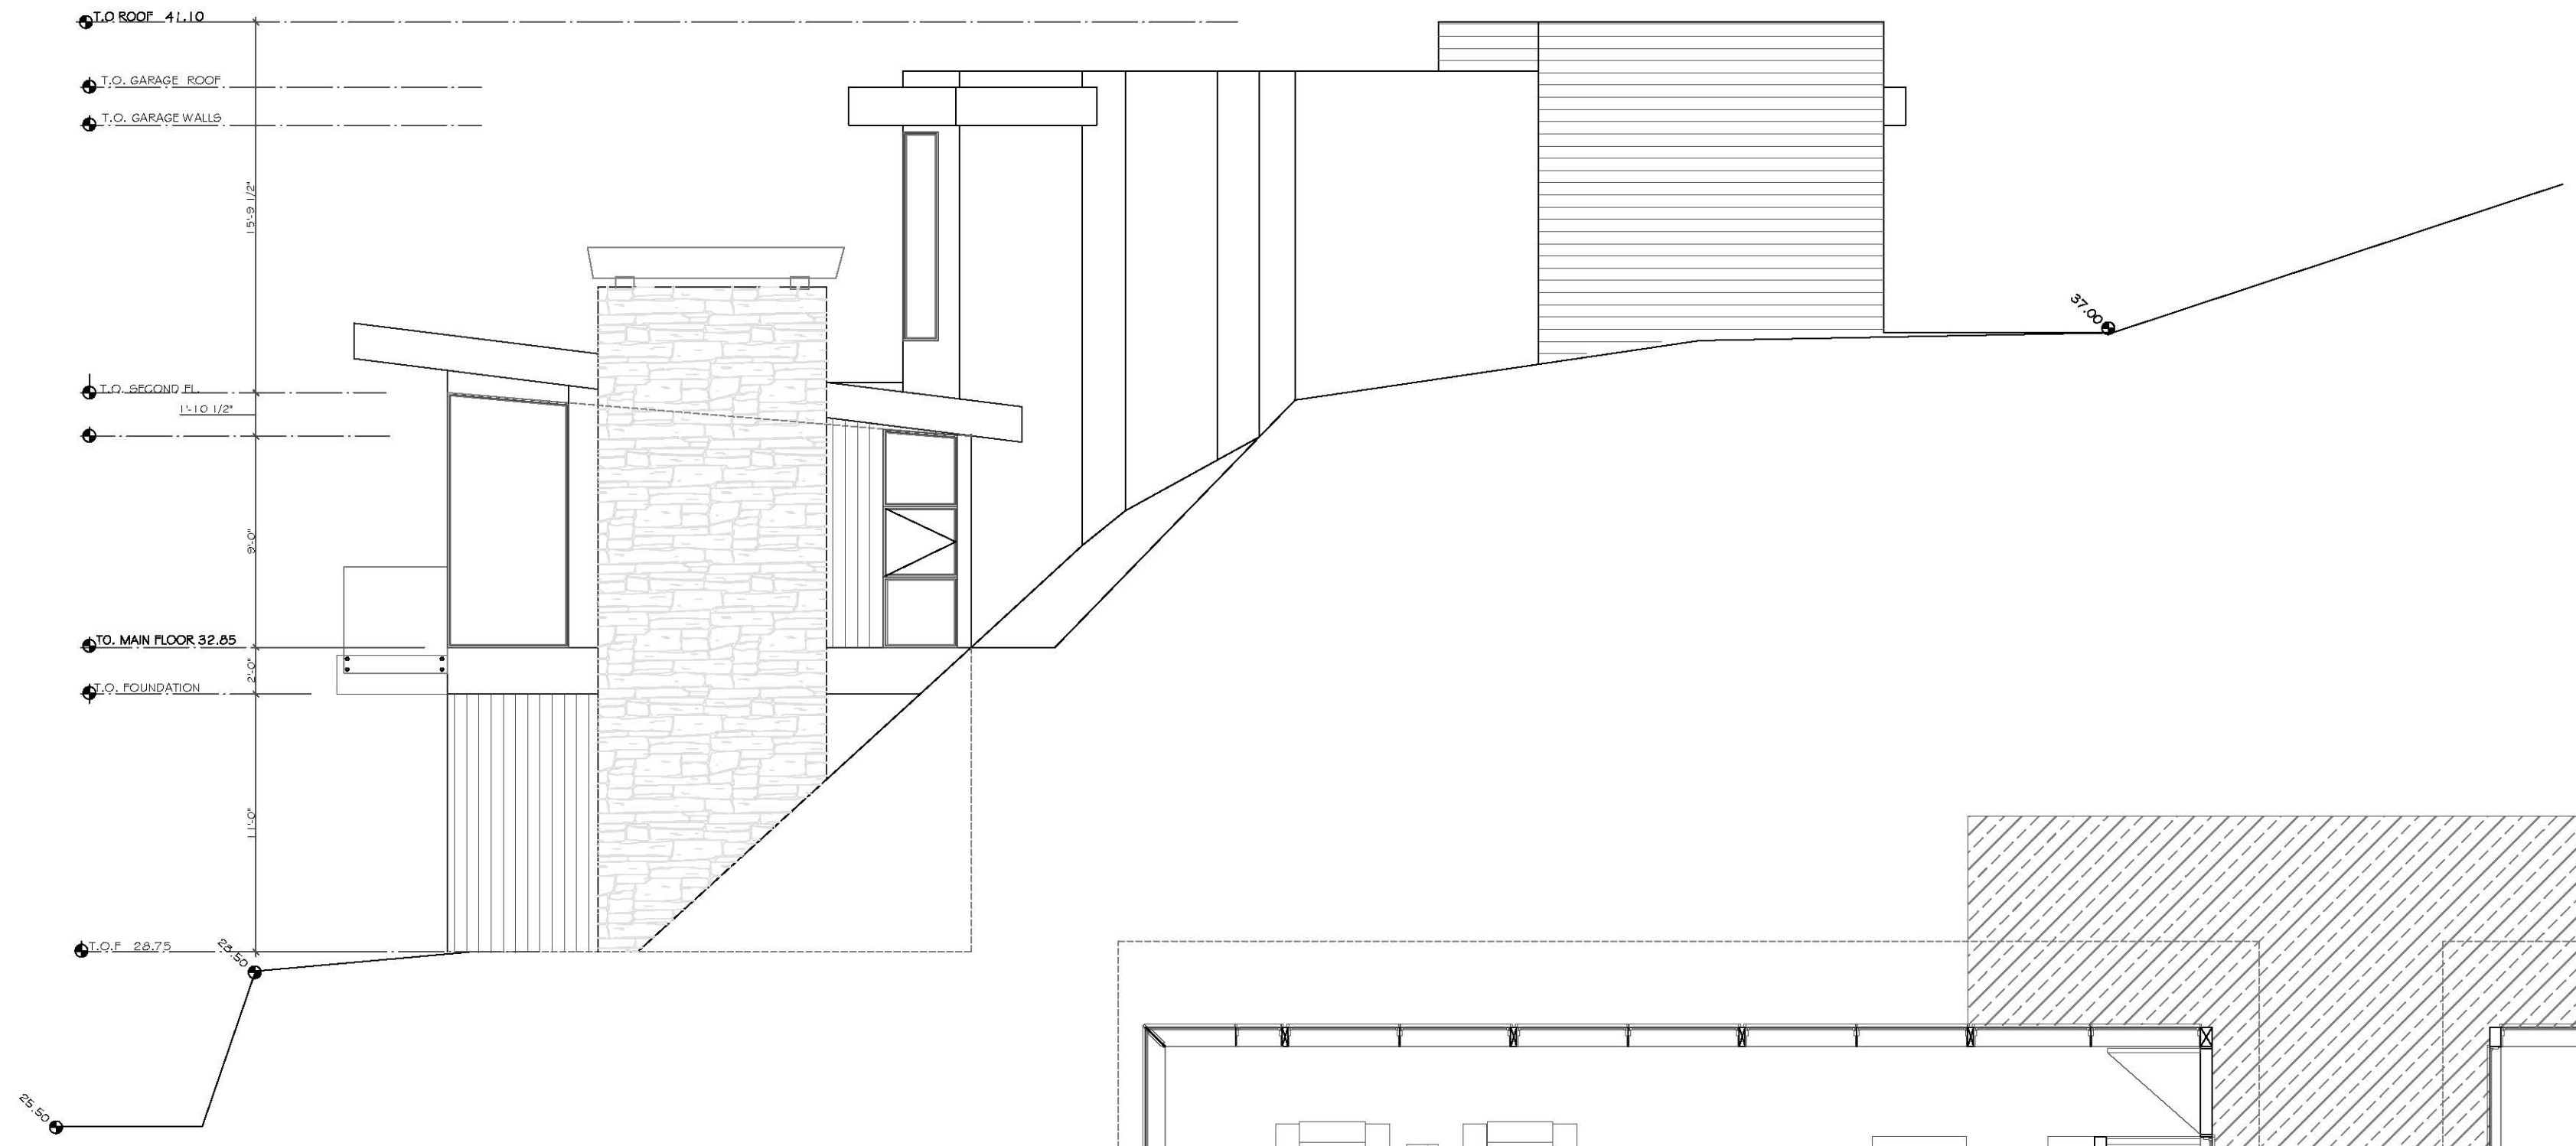 T.O ROOF 41.10
T.O. GARAGE ROOF
T.O. GARAGE WALLS
15'-9 1/2"
37.00
T.O. SECOND FL.
1'-10 1/2"
9'-0"
TO. MAIN FLOOR 32.85
2'-0"
T.O. FOUNDATION
11'-0"
T.O.F 28.75
28.50
25.50